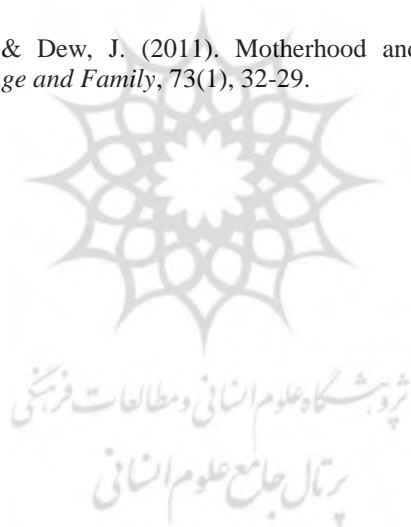 & Dew, J. (2011). Motherhood and
ge and Family, 73(1), 32-29.
پژوهشگاه علوم انسانی و مطالعات فرهنگی
پرتال جامع علوم انسانی